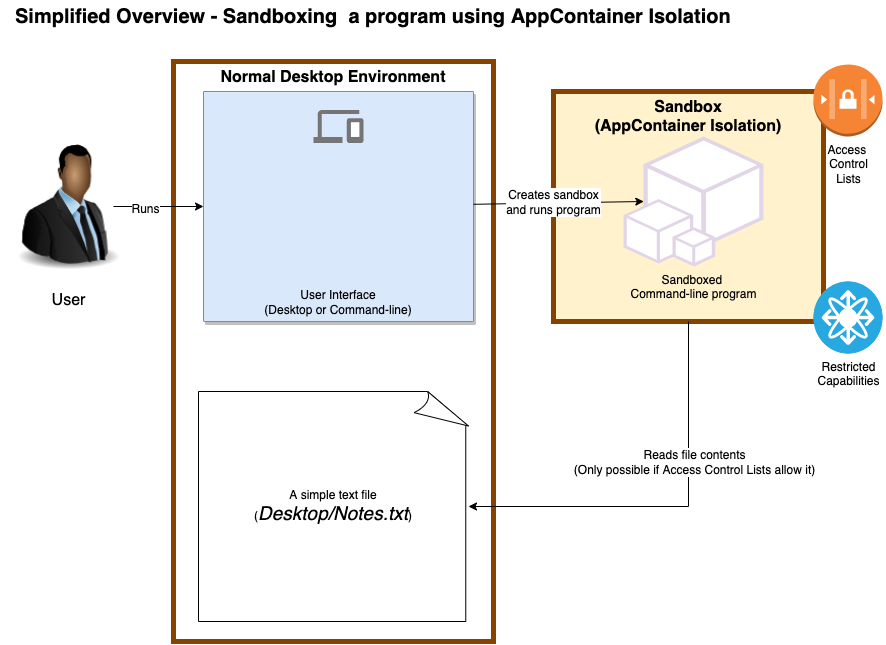 Simplified Overview - Sandboxing  a program using AppContainer Isolation
Normal Desktop Environment
Sandbox
(AppContainer Isolation)
Access
Control
Lists
Runs
Creates sandbox
and runs program
User
User Interface
(Desktop or Command-line)
Sandboxed
Command-line program
Restricted
Capabilities
Reads file contents
(Only possible if Access Control Lists allow it)
A simple text file
(Desktop/Notes.txt)